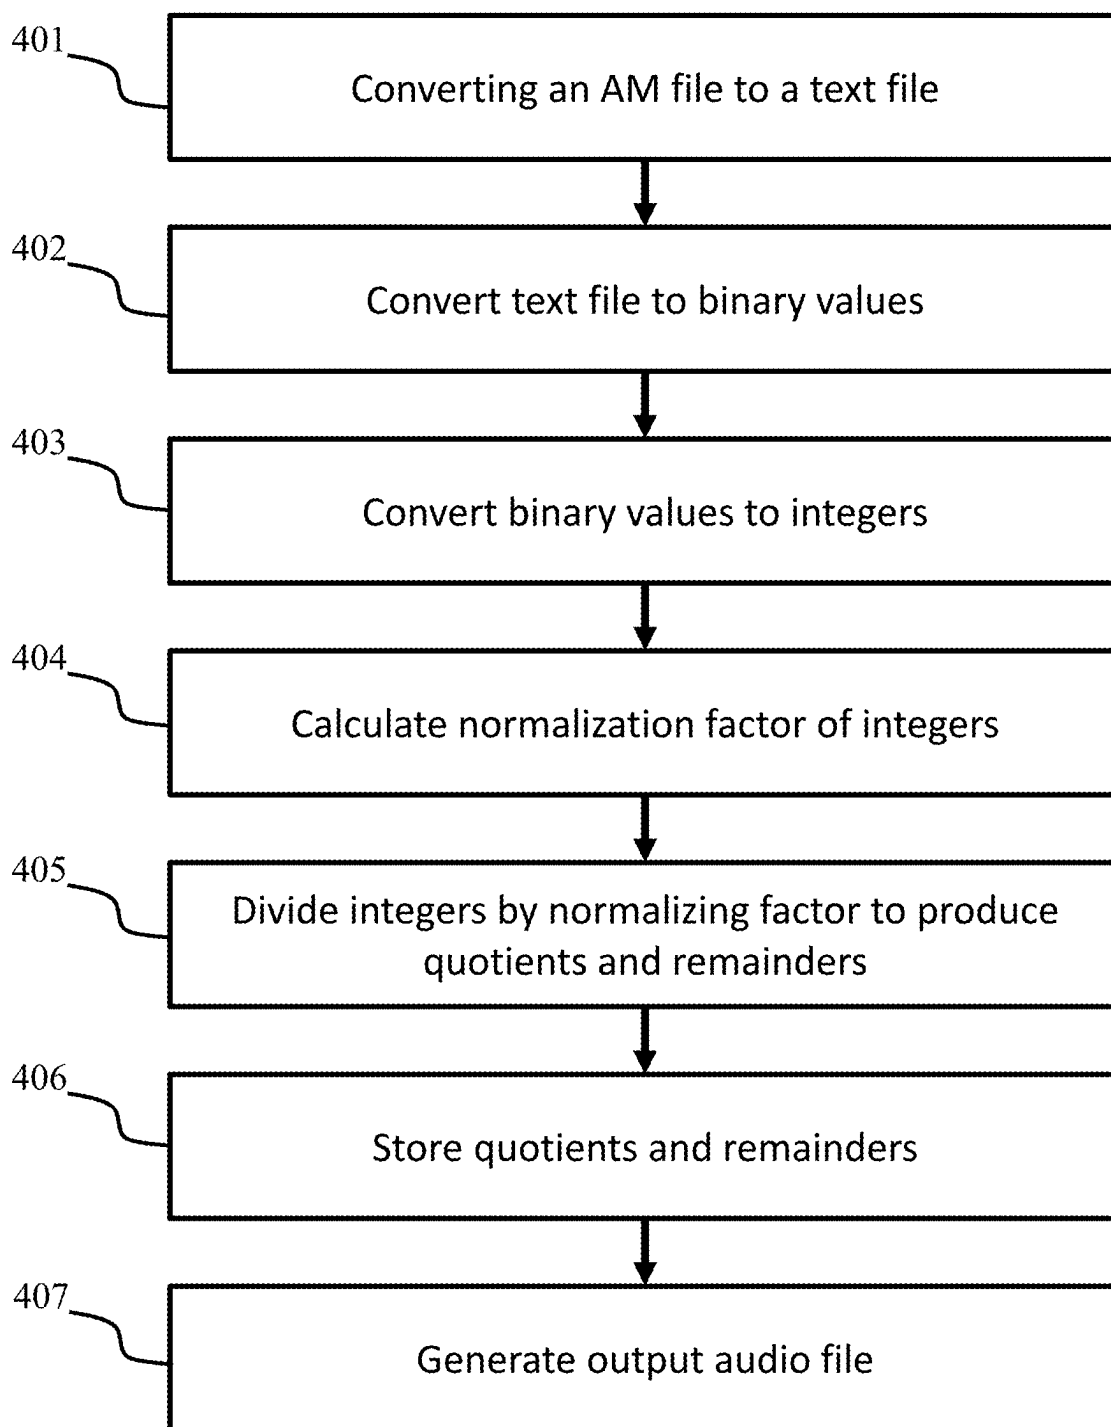 401
Converting an AM file to a text file
402
Convert text file to binary values
403
Convert binary values to integers
404
Calculate normalization factor of integers
405
Divide integers by normalizing factor to produce
quotients and remainders
406
Store quotients and remainders
407
Generate output audio file